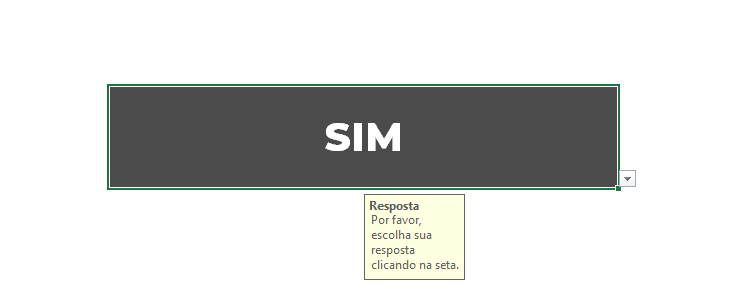 SIM
Resposta
Por favor,
escolha sua
resposta
clicando na seta.